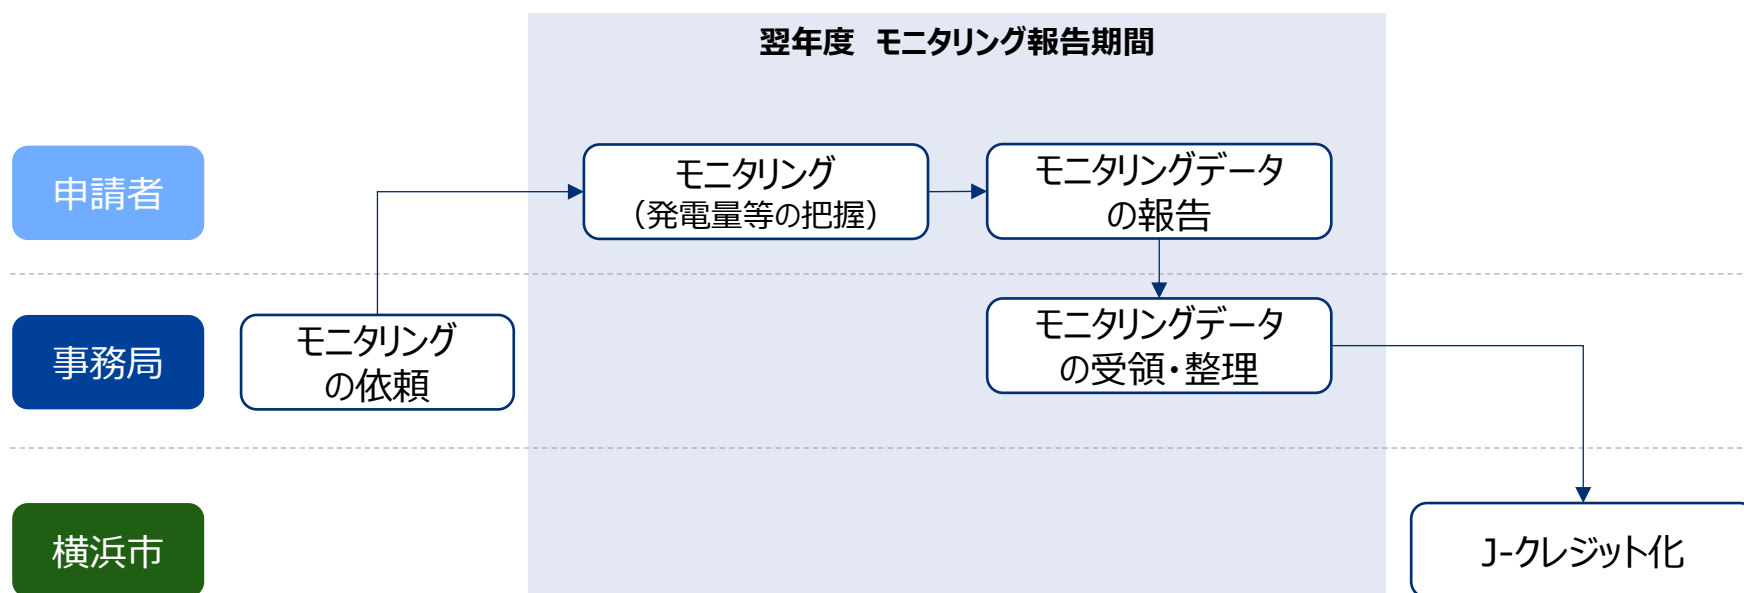 翌年度 モニタリング報告期間
申請者
モニタリング
（発電量等の把握）
モニタリングデータ
の報告
事務局
モニタリング
の依頼
モニタリングデータ
の受領・整理
横浜市
J-クレジット化